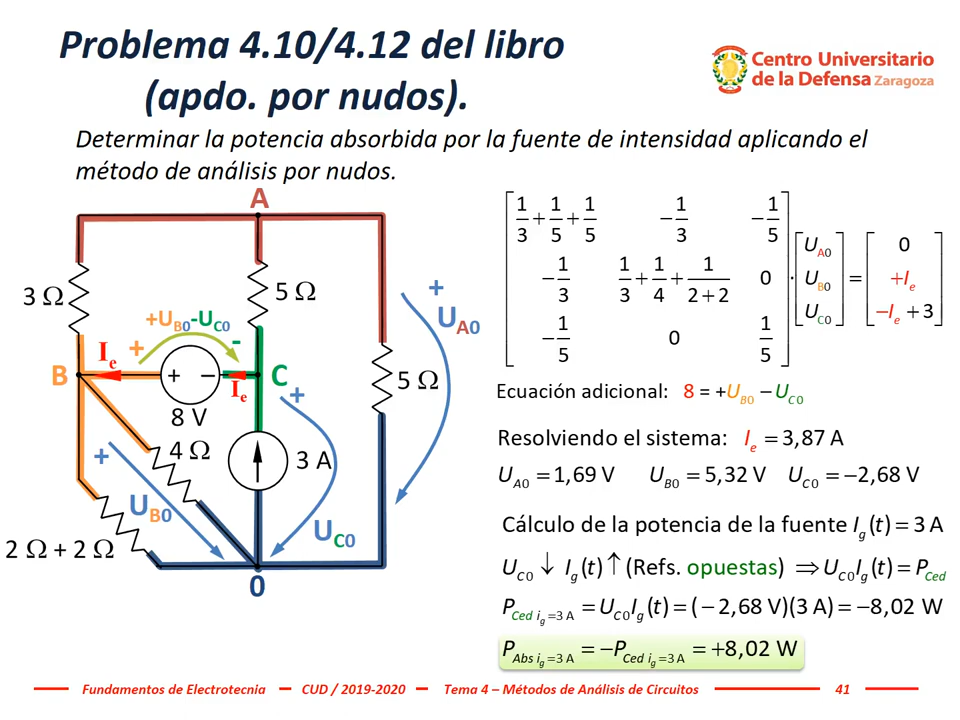 Problema 4.10/4.12 del libro
(apdo. por nudos).
Centro Universitario
de la Defensa Zaragoza
Determinar la potencia absorbida por la fuente de intensidad aplicando el
método de análisis por nudos.
A
3 Ω
5 Ω
+
U_A0
+U_B0-U_C0
+ -
I_e
B
+ −
I_e
C
+
5 Ω
8 V
4 Ω
+
3 A
U_B0
U_C0
2 Ω + 2 Ω
0
[ 1/3 + 1/5 + 1/5   − 1/3   − 1/5 ]
[ − 1/3   1/3 + 1/4 + 1/(2+2)   0 ] · [ U_A0 U_B0 U_C0 ] = [ 0 +I_e −I_e + 3 ]
[ − 1/5   0   1/5 ]
Ecuación adicional: 8 = +U_B0 − U_C0
Resolviendo el sistema: I_e = 3,87 A
U_A0 = 1,69 V U_B0 = 5,32 V U_C0 = −2,68 V
Cálculo de la potencia de la fuente I_g(t) = 3 A
U_C0 ↓ I_g(t) ↑ (Refs. opuestas) ⇒ U_C0 I_g(t) = P_Ced
P_Ced i_g=3 A = U_C0 I_g(t) = (−2,68 V)(3 A) = −8,02 W
P_Abs i_g=3 A = −P_Ced i_g=3 A = +8,02 W
Fundamentos de Electrotecnia
CUD / 2019-2020
Tema 4 – Métodos de Análisis de Circuitos
41